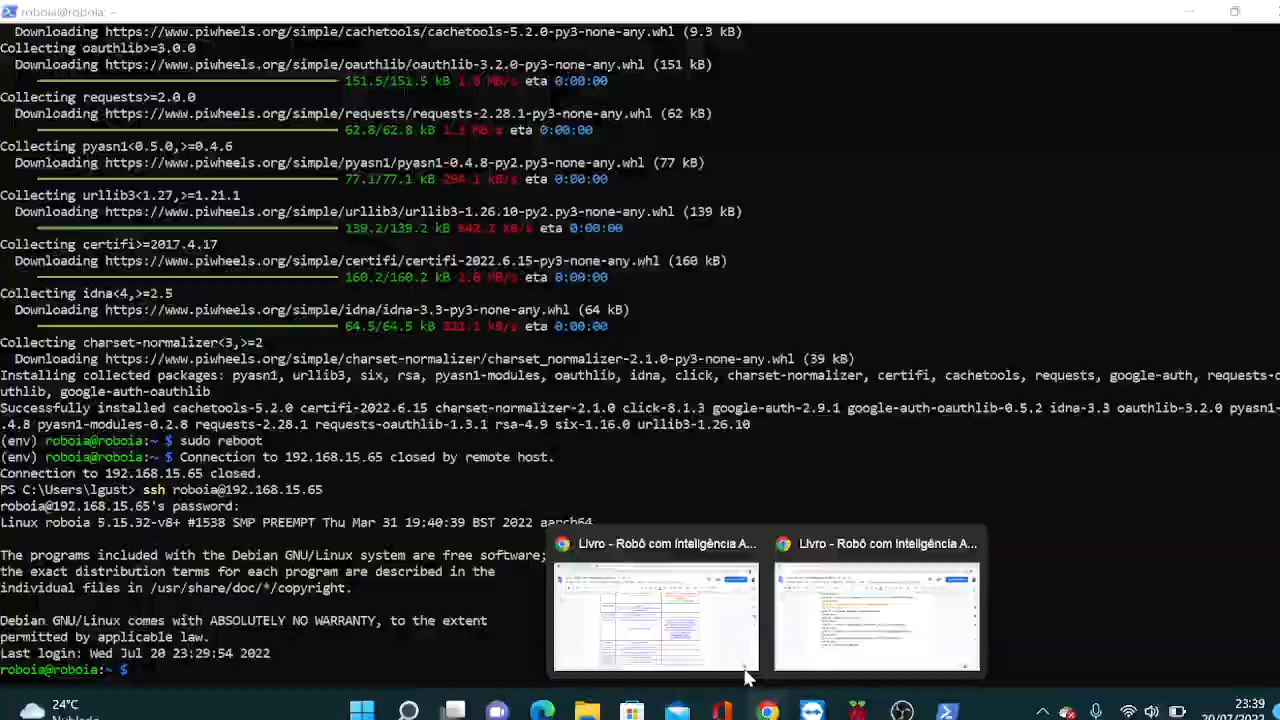 roboia@roboia: ~
Downloading https://www.piwheels.org/simple/cachetools/cachetools-5.2.0-py3-none-any.whl (9.3 kB)
Collecting oauthlib>=3.0.0
Downloading https://www.piwheels.org/simple/oauthlib/oauthlib-3.2.0-py3-none-any.whl (151 kB)
151.5/151.5 kB 1.8 MB/s eta 0:00:00
Collecting requests>=2.0.0
Downloading https://www.piwheels.org/simple/requests/requests-2.28.1-py3-none-any.whl (62 kB)
62.8/62.8 kB MB/s eta 0:00:00
Collecting pyasn1<0.5.0,>=0.4.6
Downloading https://www.piwheels.org/simple/pyasn1/pyasn1-0.4.8-py2.py3-none-any.whl (77 kB)
77.1/77.1 kB 294.1 kB/s eta 0:00:00
Collecting urllib3<1.27,>=1.21.1
Downloading https://www.piwheels.org/simple/urllib3/urllib3-1.26.10-py2.py3-none-any.whl (139 kB)
139.2/139.2 kB kB/s eta 0:00:00
Collecting certifi>=2017.4.17
Downloading https://www.piwheels.org/simple/certifi/certifi-2022.6.15-py3-none-any.whl (160 kB)
160.2/160.2 kB 2.8 MB/s eta 0:00:00
Collecting idna<4,>=2.5
Downloading https://www.piwheels.org/simple/idna/idna-3.3-py3-none-any.whl (64 kB)
64.5/64.5 kB kB/s eta 0:00:00
Collecting charset-normalizer<3,>=2
Downloading https://www.piwheels.org/simple/charset-normalizer/charset_normalizer-2.1.0-py3-none-any.whl (39 kB)
Installing collected packages: pyasn1, urllib3, six, rsa, pyasn1-modules, oauthlib, idna, click, charset-normalizer, certifi, cachetools, requests, google-auth, requests-o
uthlib, google-auth-oauthlib
Successfully installed cachetools-5.2.0 certifi-2022.6.15 charset-normalizer-2.1.0 click-8.1.3 google-auth-2.9.1 google-auth-oauthlib-0.5.2 idna-3.3 oauthlib-3.2.0 pyasn1-
.4.8 pyasn1-modules-0.2.8 requests-2.28.1 requests-oauthlib-1.3.1 rsa-4.9 six-1.16.0 urllib3-1.26.10
(env) roboia@roboia:~ $ sudo reboot
(env) roboia@roboia:~ $ Connection to 192.168.15.65 closed by remote host.
Connection to 192.168.15.65 closed.
PS C:\Users\lgust> ssh roboia@192.168.15.65
roboia@192.168.15.65's password:
Linux roboia 5.15.32-v8+ #1538 SMP PREEMPT Thu Mar 31 19:40:39 BST 2022 aarch64
The programs included with the Debian GNU/Linux system are free software;
the exact distribution terms for each program are described in the
individual files in /usr/share/doc/*/copyright.
Debian GNU/Linux comes with ABSOLUTELY NO WARRANTY, to the extent
permitted by applicable law.
Last login:
roboia@roboia:~ $
Livro - Robô com Inteligência A...
Livro - Robô com Inteligência A...
24°C
Nublado
23:39
20/07/2022